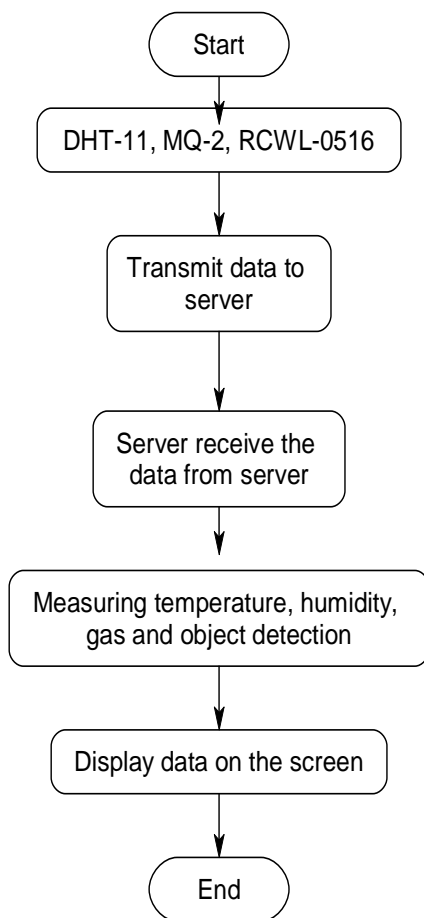 Start
DHT-11, MQ-2, RCWL-0516
Transmit data to
server
Server receive the
data from server
Measuring temperature, humidity,
gas and object detection
Display data on the screen
End